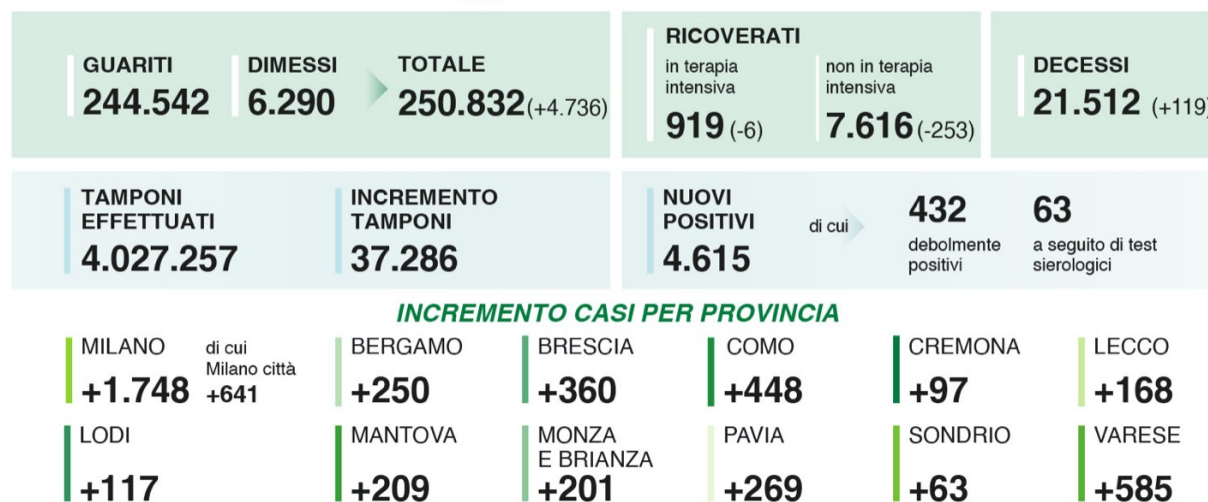 GUARITI
244.542
DIMESSI
6.290
TOTALE
250.832 (+4.736)
RICOVERATI
in terapia
intensiva
919 (-6)
non in terapia
intensiva
7.616 (-253)
DECESSI
21.512 (+119)
TAMPONI
EFFETTUATI
4.027.257
INCREMENTO
TAMPONI
37.286
NUOVI
POSITIVI
4.615
di cui
432
debolmente
positivi
63
a seguito di test
sierologici
INCREMENTO CASI PER PROVINCIA
MILANO
+1.748
di cui
Milano città
+641
BERGAMO
+250
BRESCIA
+360
COMO
+448
CREMONA
+97
LECCO
+168
LODI
+117
MANTOVA
+209
MONZA
E BRIANZA
+201
PAVIA
+269
SONDRIO
+63
VARESE
+585